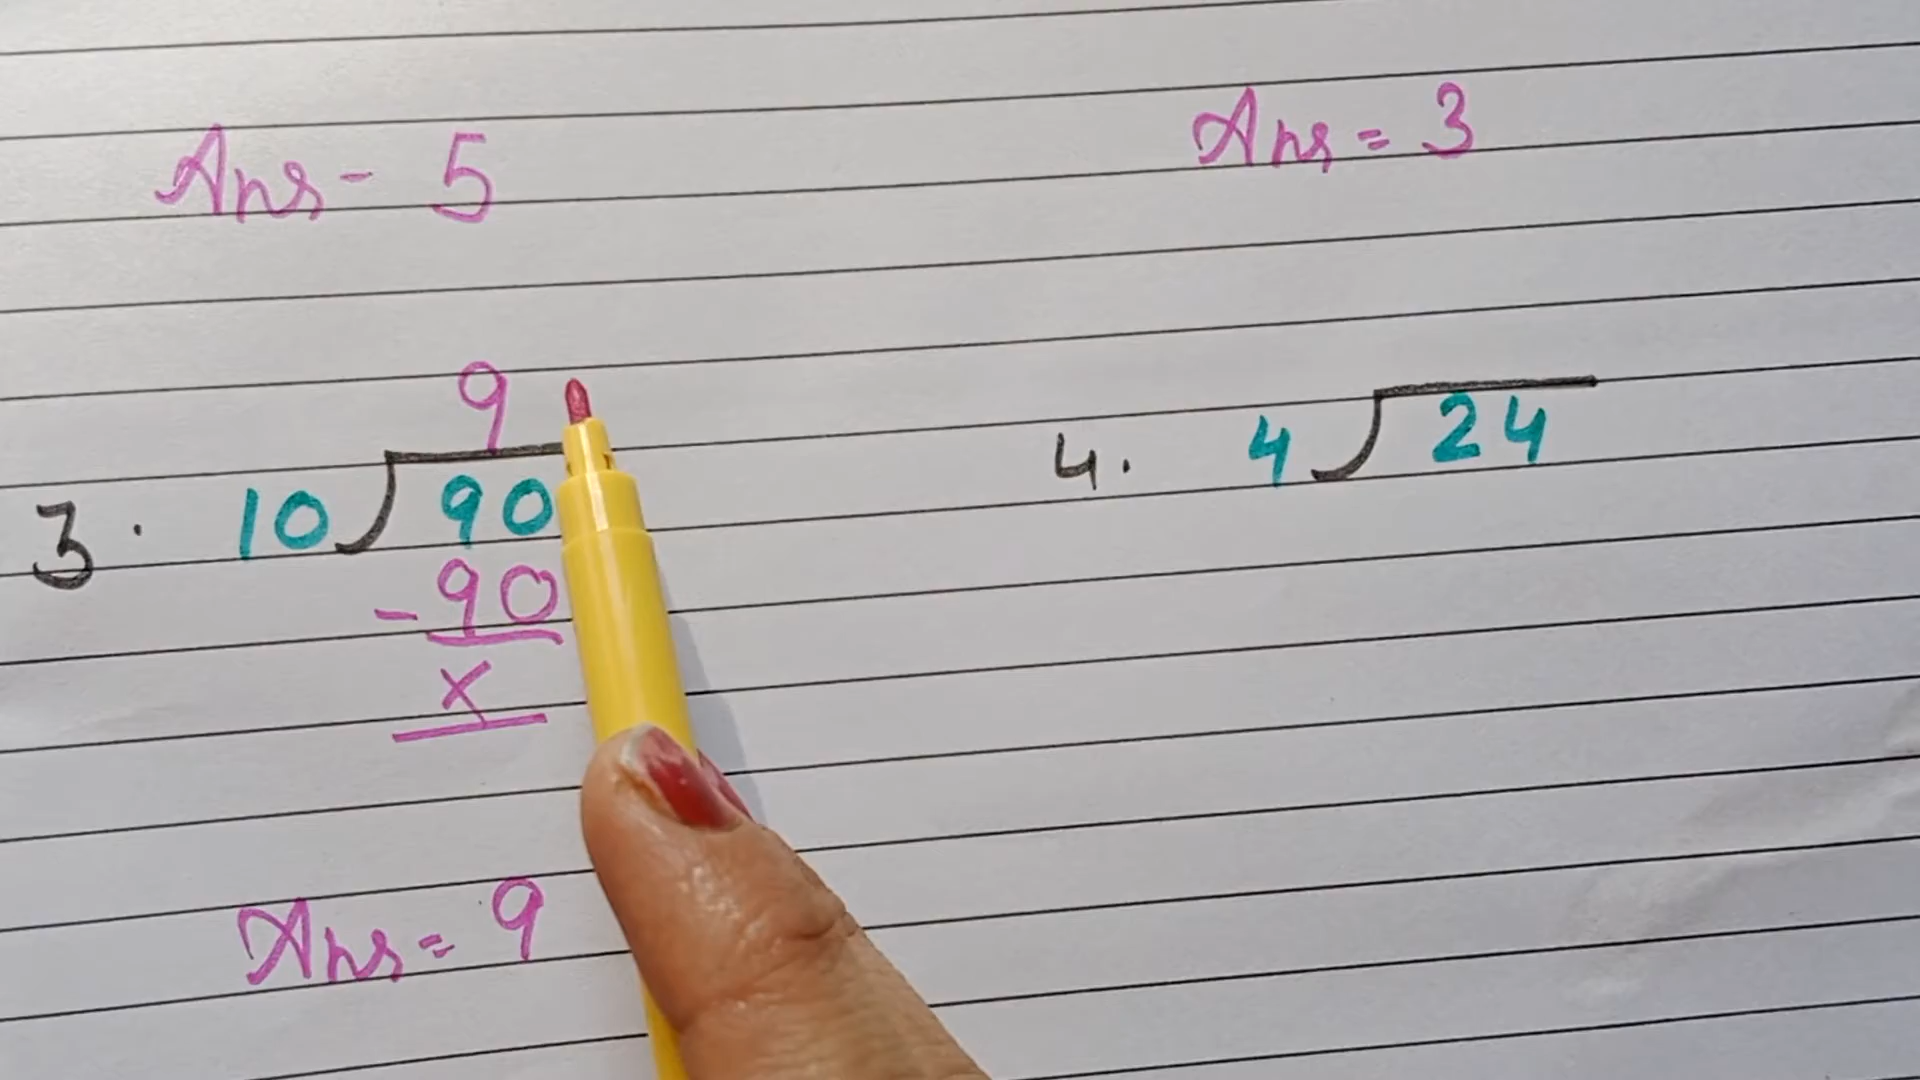 Ans - 5
Ans = 3
9
3. 10 90
- 90
x
Ans = 9
4. 4 24